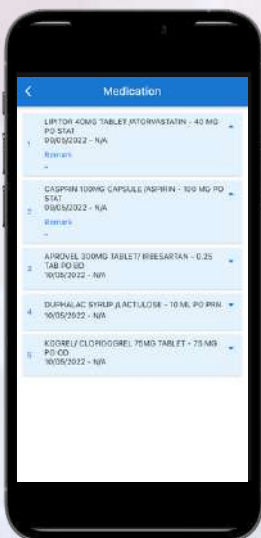 Medication
1
LIPITOR 40MG TABLET /ATORVASTATIN - 40 MG
PO STAT
09/05/2022 - N/A
Remark
-
2
CASPRIN 100MG CAPSULE /ASPIRIN - 100 MG PO
STAT
09/05/2022 - N/A
Remark
-
3
APROVEL 300MG TABLET/ IRBESARTAN - 0.25
TAB PO
10/05/2022 - N/A
4
DUPHALAC SYRUP /LACTULOSE - 10 ML PO PRN
10/05/2022 - N/A
5
KOGREL/ CLOPIDOGREL 75MG TABLET - 75 MG
PO OD
10/05/2022 - N/A